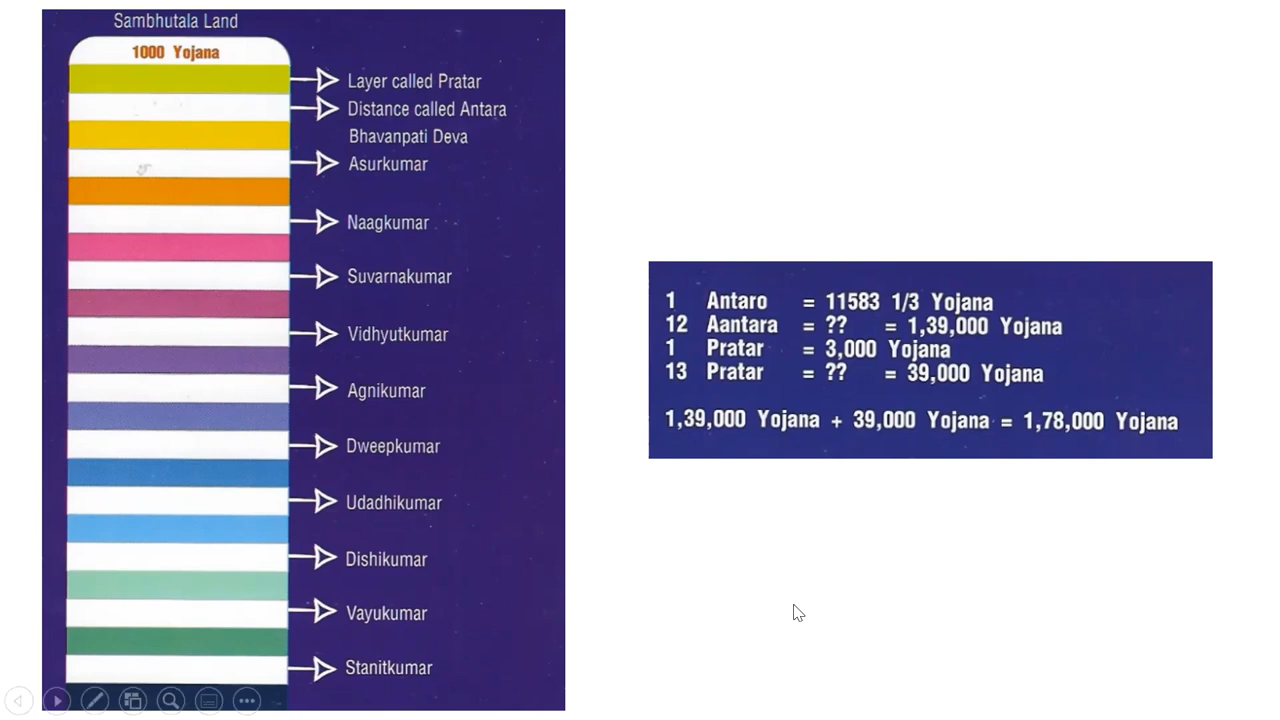 Sambhutala Land
1000 Yojana
Layer called Pratar
Distance called Antara
Bhavanpati Deva
Asurkumar
Naagkumar
Suvarnakumar
Vidhyutkumar
Agnikumar
Dweepkumar
Udadhikumar
Dishikumar
Vayukumar
Stanitkumar
1 Antaro = 11583 1/3 Yojana
12 Aantara = ?? = 1,39,000 Yojana
1 Pratar = 3,000 Yojana
13 Pratar = ?? = 39,000 Yojana
1,39,000 Yojana + 39,000 Yojana = 1,78,000 Yojana